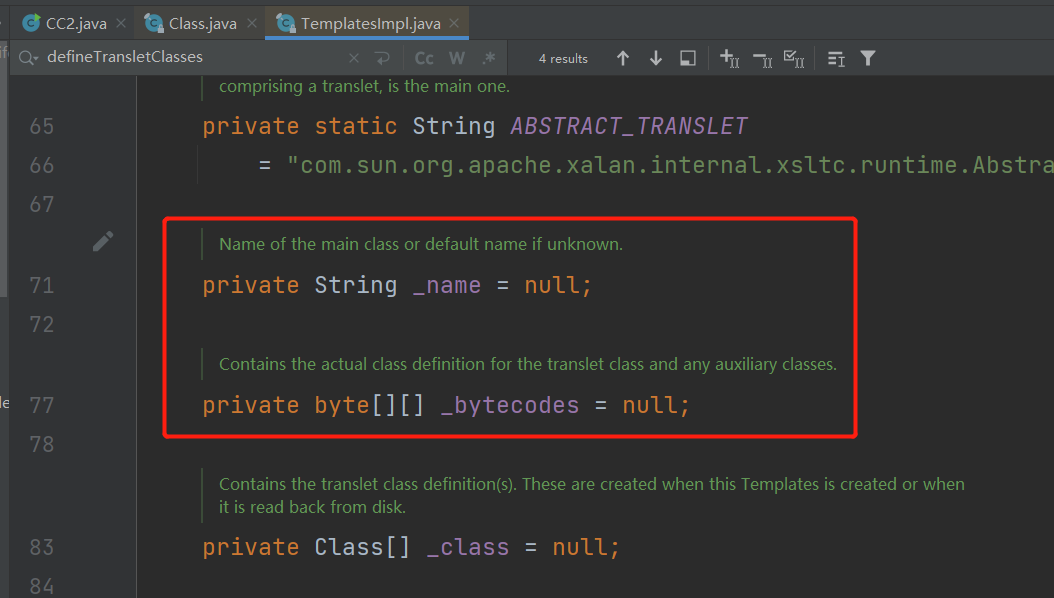 CC2.java
Class.java
TemplatesImpl.java
defineTransletClasses
Cc
W
.*
4 results
comprising a translet, is the main one.
65 private static String ABSTRACT_TRANSLET
66 = "com.sun.org.apache.xalan.internal.xsltc.runtime.Abstra
67
Name of the main class or default name if unknown.
71 private String _name = null;
72
Contains the actual class definition for the translet class and any auxiliary classes.
77 private byte[][] _bytecodes = null;
78
Contains the translet class definition(s). These are created when this Templates is created or when
it is read back from disk.
83 private Class[] _class = null;
84